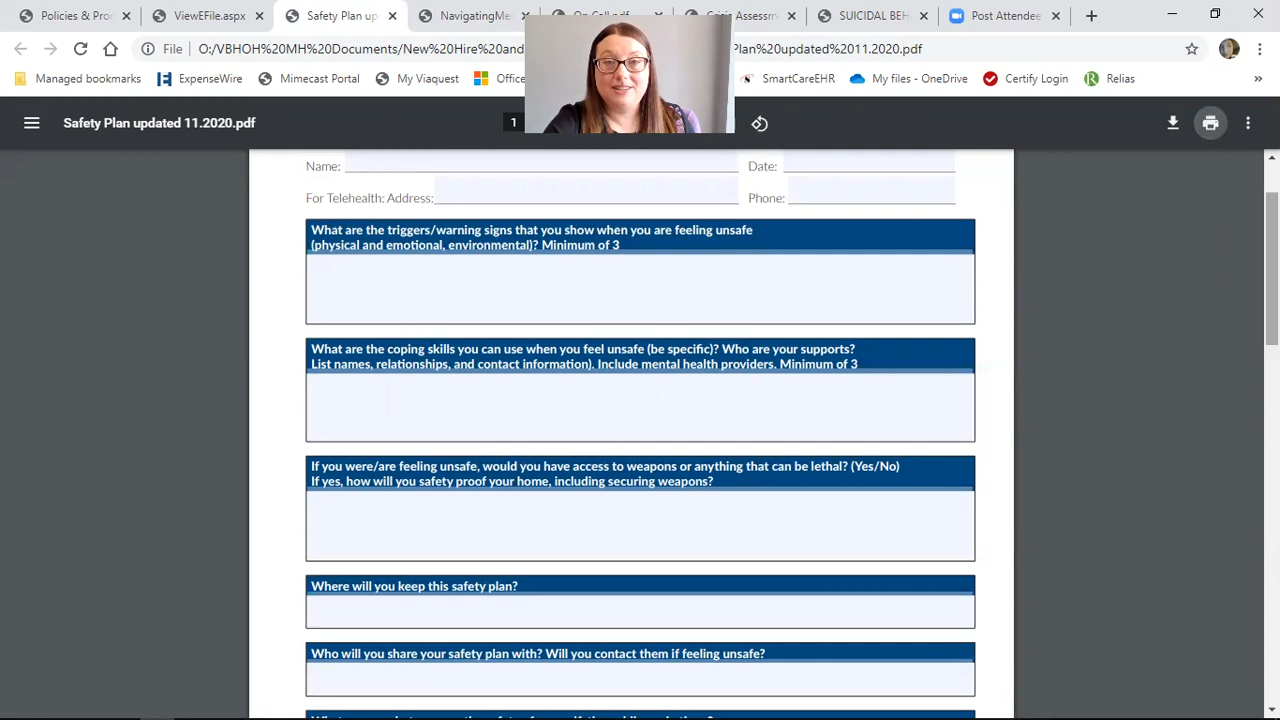 Policies & Proc
ViewEFile.aspx
Safety Plan up
NavigatingMe
On Call.pdf
Crisis Assessm
SUICIDAL BEH
Post Attendee
File
O:/VBHOH%20MH%20Documents/New%20Hire%20and
Plan%20updated%2011.2020.pdf
Managed bookmarks
ExpenseWire
Mimecast Portal
My Viaquest
Office
SmartCareEHR
My files - OneDrive
Certify Login
Relias
Safety Plan updated 11.2020.pdf
1
Name:
Date:
For Telehealth: Address:
Phone:
What are the triggers/warning signs that you show when you are feeling unsafe
(physical and emotional, environmental)? Minimum of 3
What are the coping skills you can use when you feel unsafe (be specific)? Who are your supports?
List names, relationships, and contact information). Include mental health providers. Minimum of 3
If you were/are feeling unsafe, would you have access to weapons or anything that can be lethal? (Yes/No)
If yes, how will you safety proof your home, including securing weapons?
Where will you keep this safety plan?
Who will you share your safety plan with? Will you contact them if feeling unsafe?